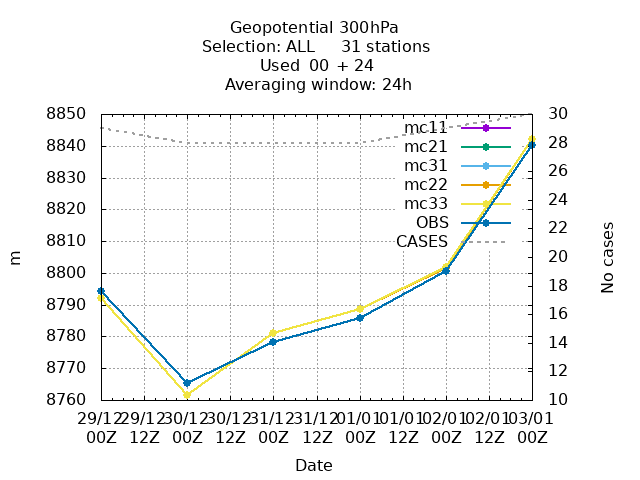 Geopotential 300hPa
Selection: ALL 31 stations
Used 00 + 24
Averaging window: 24h
8850
8840
8830
8820
8810
8800
8790
8780
8770
8760
m
mc11
mc21
mc31
mc22
mc33
OBS
CASES
30
28
26
24
22
20
18
16
14
12
10
No cases
29/12 29/12 30/12 30/12 31/12 31/12 01/01 01/01 02/01 02/01 03/01
00Z 12Z 00Z 12Z 00Z 12Z 00Z 12Z 00Z 12Z 00Z
Date